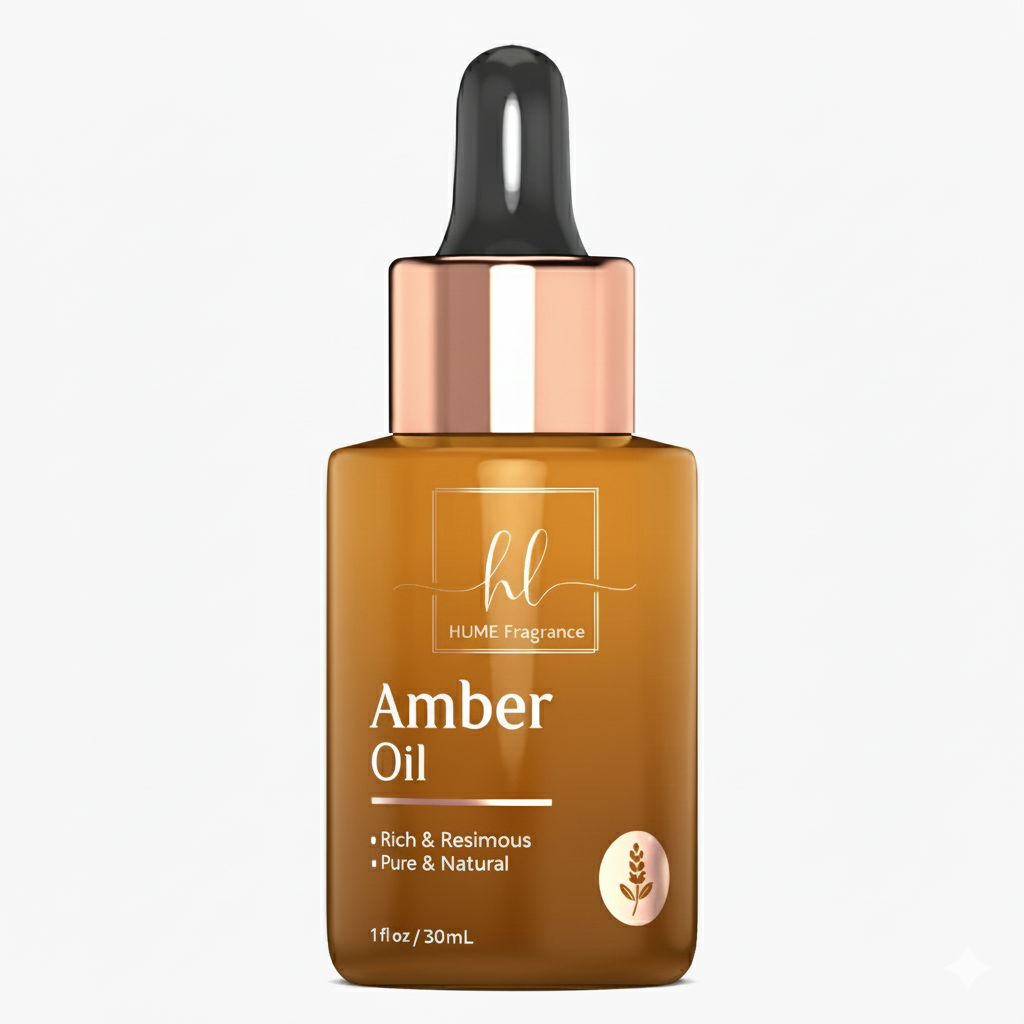 hl
HUME Fragrance
Amber
Oil
• Rich & Resimous
• Pure & Natural
1 fl oz / 30mL